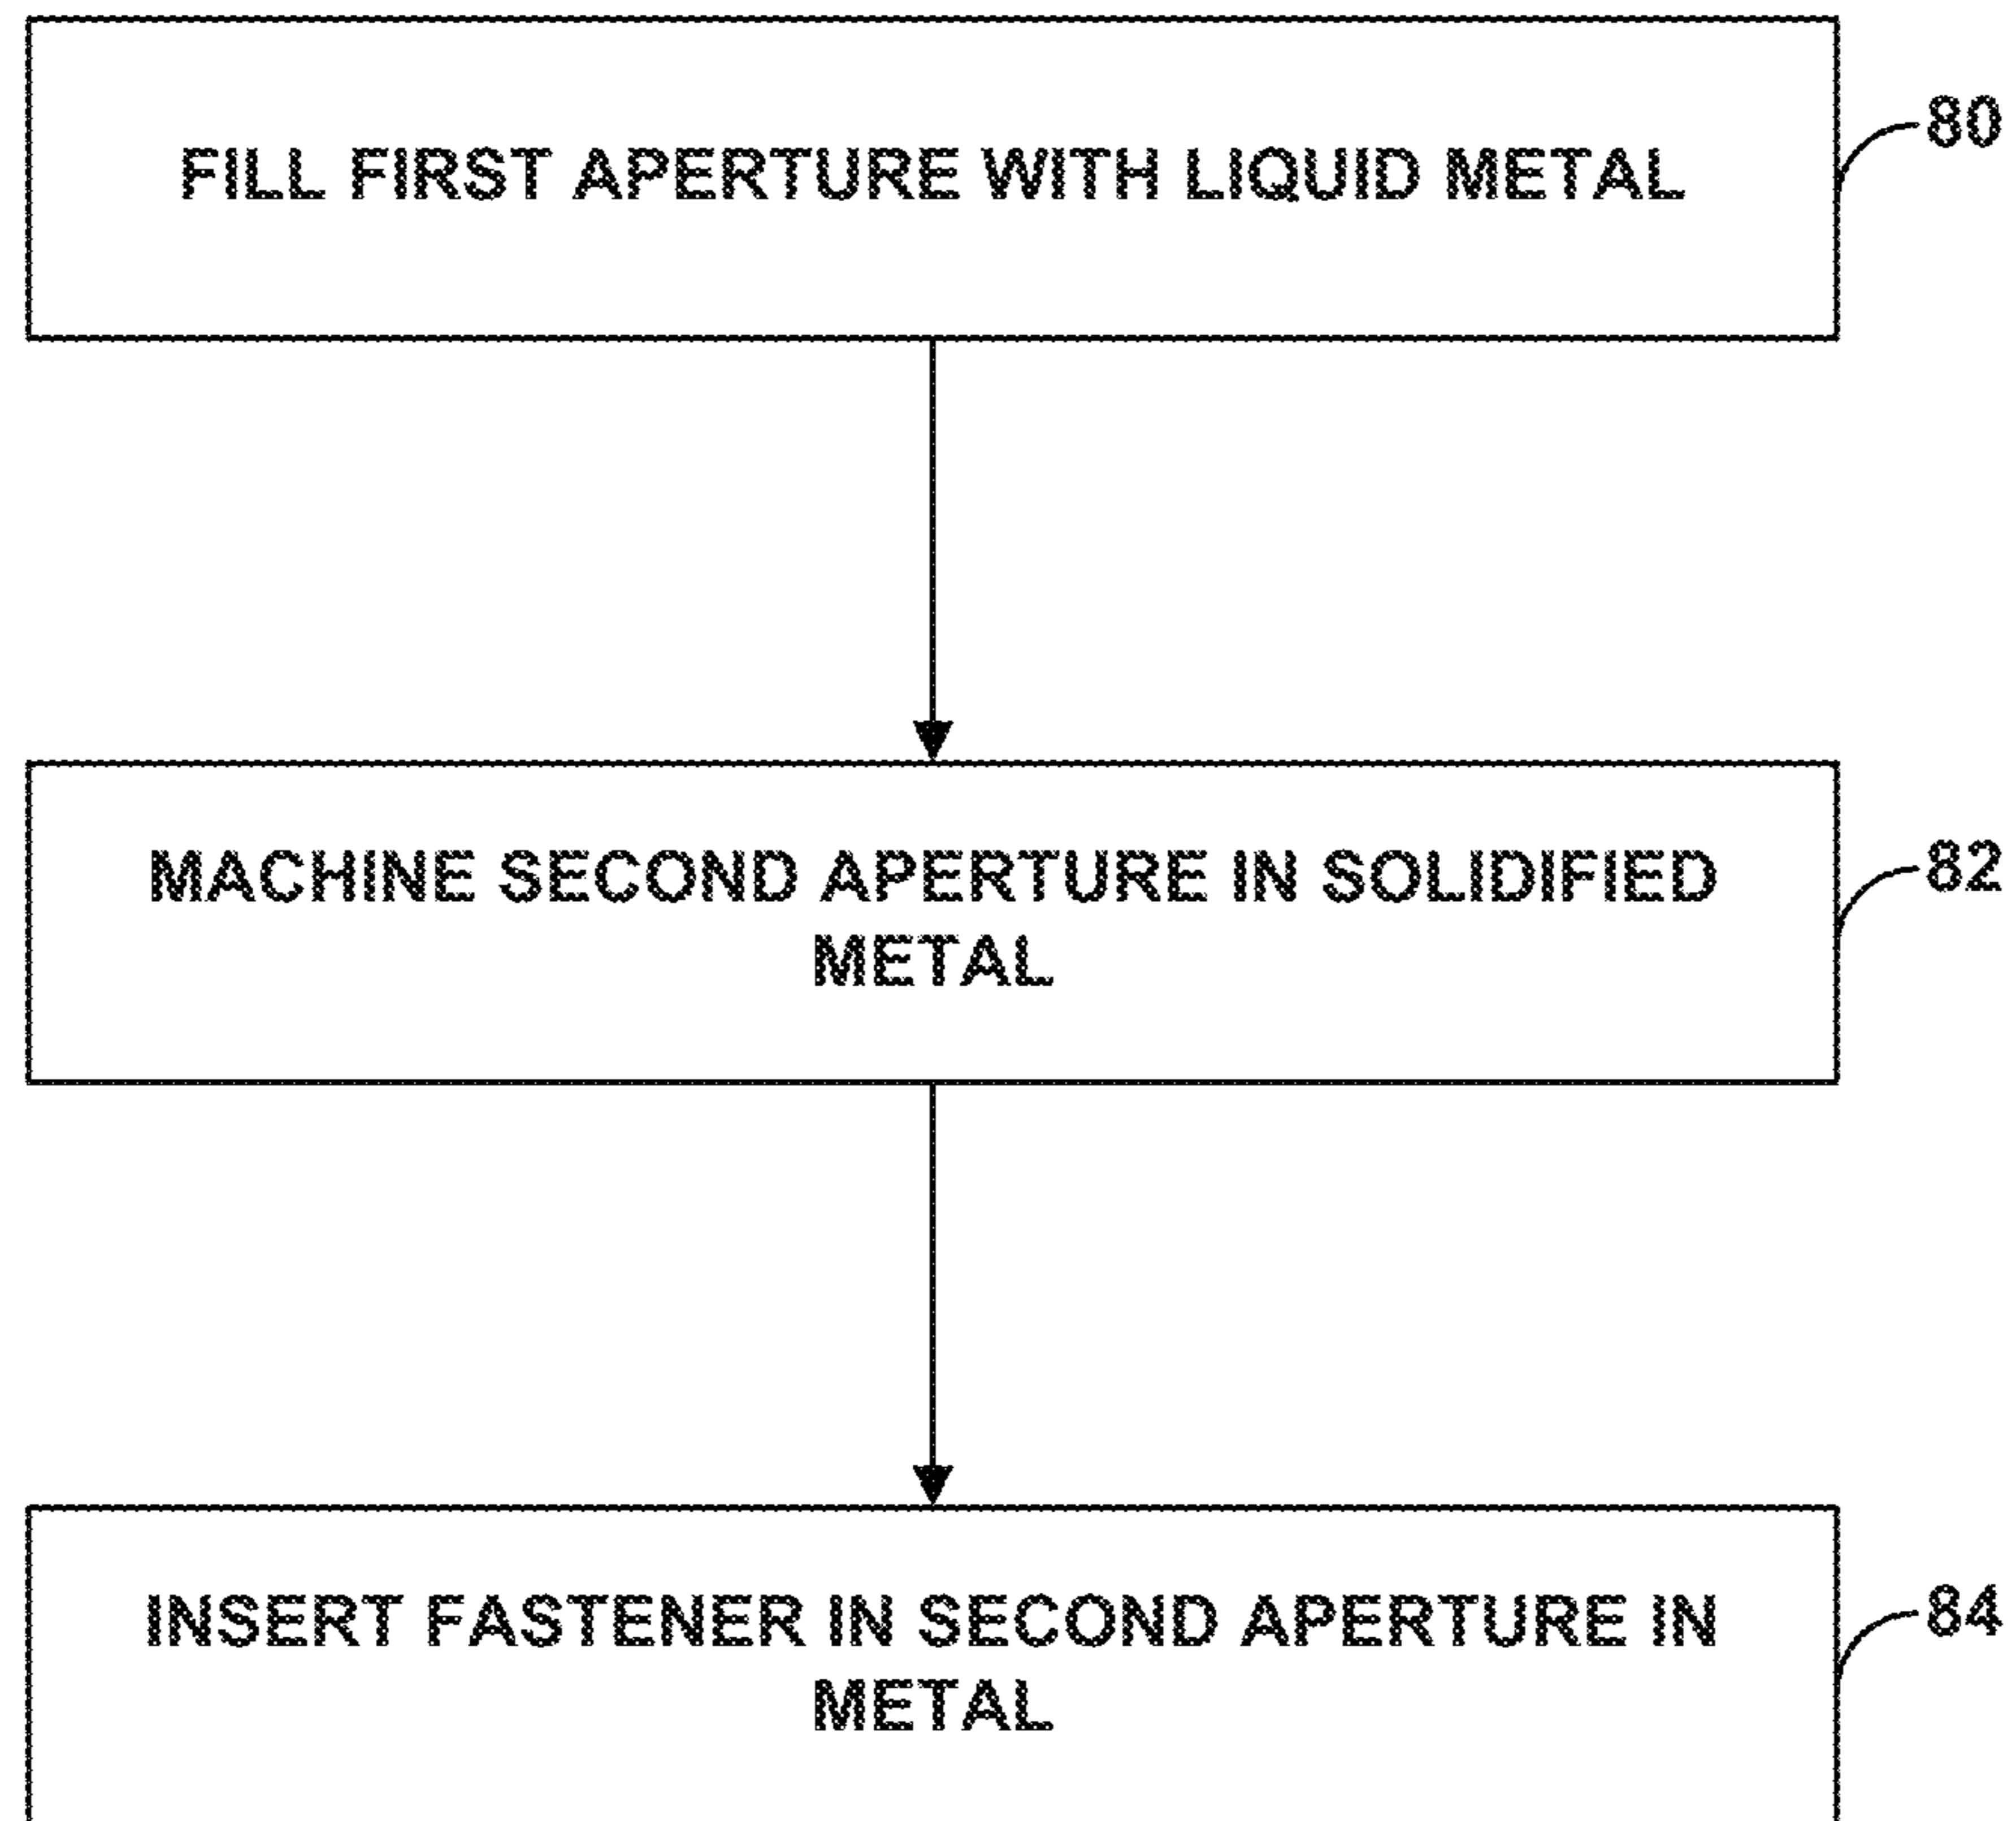 FILL FIRST APERTURE WITH LIQUID METAL
80
MACHINE SECOND APERTURE IN SOLIDIFIED
METAL
82
INSERT FASTENER IN SECOND APERTURE IN
METAL
84